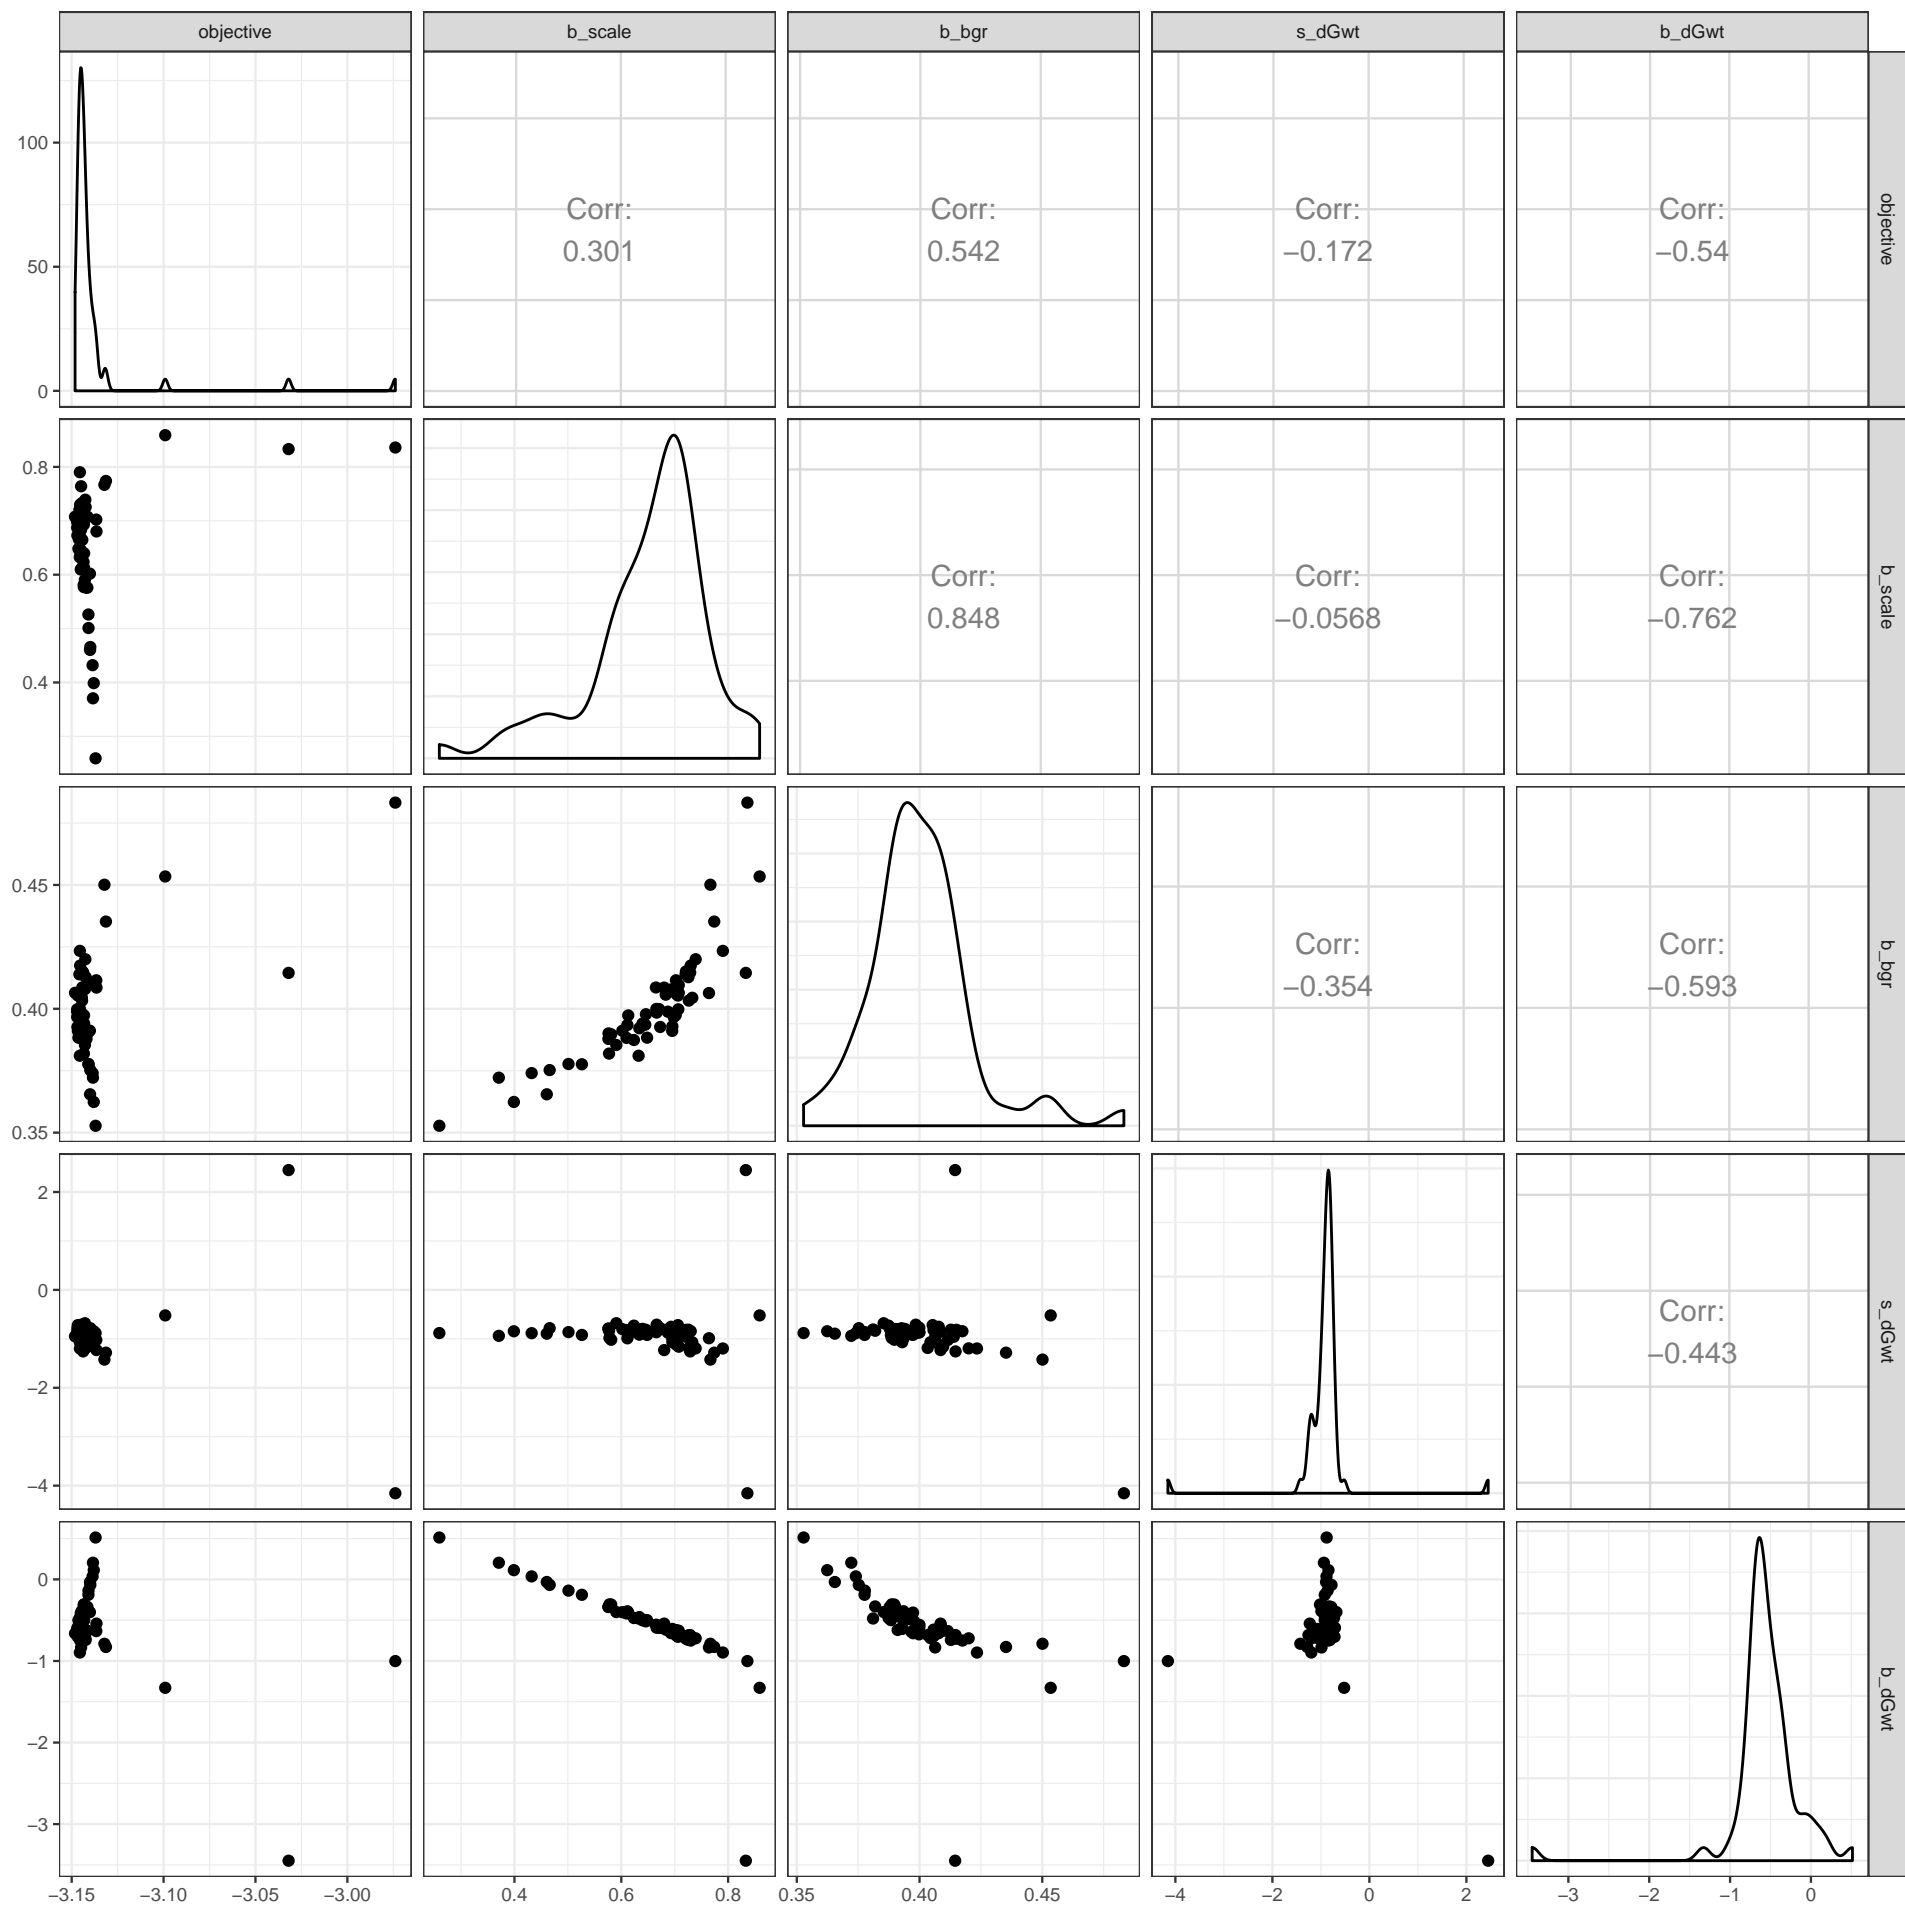 objective
b_scale
b_bgr
s_dGwt
b_dGwt
100
50
0
Corr:
0.301
Corr:
0.542
Corr:
−0.172
Corr:
−0.54
objective
0.8
0.6
0.4
Corr:
0.848
Corr:
−0.0568
Corr:
−0.762
b_scale
0.45
0.40
0.35
Corr:
−0.354
Corr:
−0.593
b_bgr
2
0
−2
−4
Corr:
−0.443
s_dGwt
0
−1
−2
−3
b_dGwt
−3.15
−3.10
−3.05
−3.00
0.4
0.6
0.8
0.35
0.40
0.45
−4
−2
0
2
−3
−2
−1
0